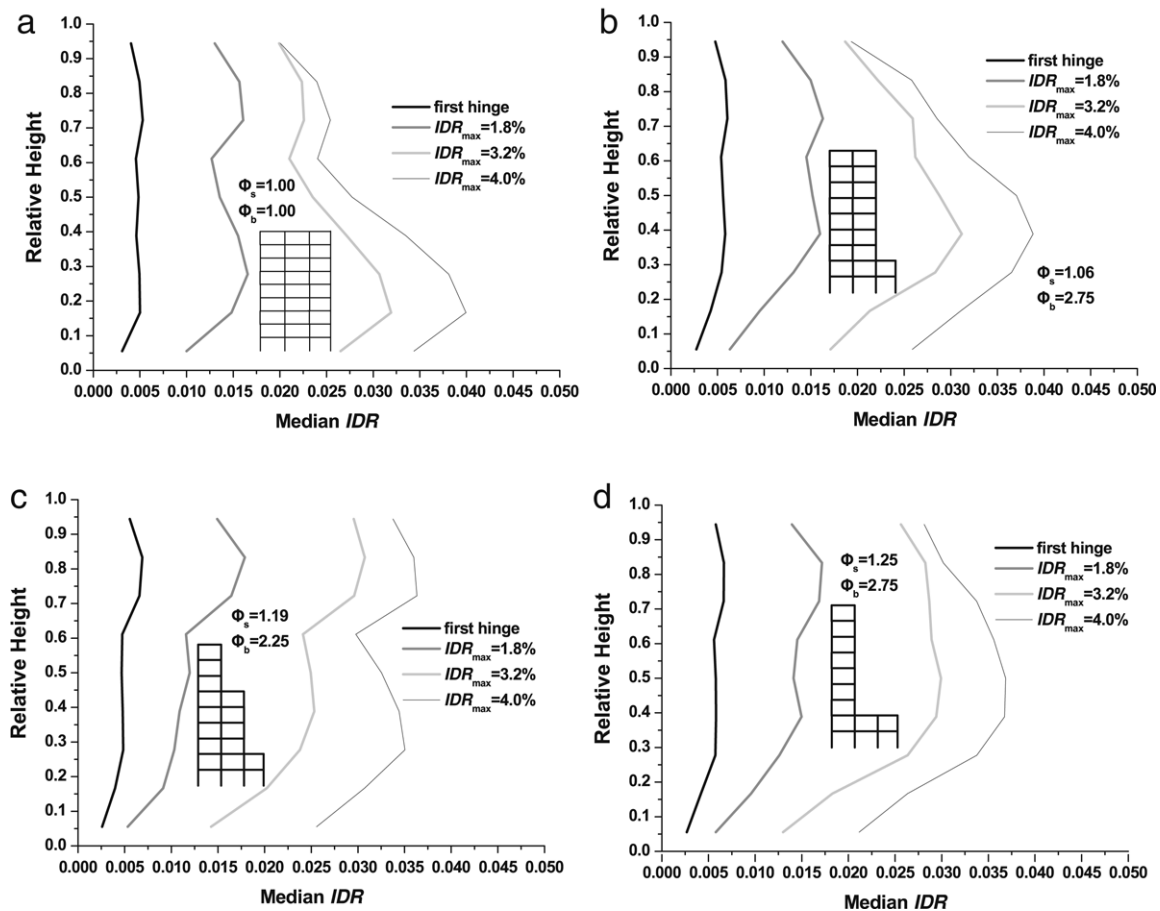 a
Relative Height
1.0
0.9
0.8
0.7
0.6
0.5
0.4
0.3
0.2
0.1
0.0
first hinge
IDRmax=1.8%
IDRmax=3.2%
IDRmax=4.0%
Φs=1.00
Φb=1.00
0.000 0.005 0.010 0.015 0.020 0.025 0.030 0.035 0.040 0.045 0.050
Median IDR
b
Relative Height
1.0
0.9
0.8
0.7
0.6
0.5
0.4
0.3
0.2
0.1
0.0
first hinge
IDRmax=1.8%
IDRmax=3.2%
IDRmax=4.0%
Φs=1.06
Φb=2.75
0.000 0.005 0.010 0.015 0.020 0.025 0.030 0.035 0.040 0.045 0.050
Median IDR
c
Relative Height
1.0
0.9
0.8
0.7
0.6
0.5
0.4
0.3
0.2
0.1
0.0
Φs=1.19
Φb=2.25
first hinge
IDRmax=1.8%
IDRmax=3.2%
IDRmax=4.0%
0.000 0.005 0.010 0.015 0.020 0.025 0.030 0.035 0.040 0.045 0.050
Median IDR
d
Relative Height
1.0
0.9
0.8
0.7
0.6
0.5
0.4
0.3
0.2
0.1
0.0
Φs=1.25
Φb=2.75
first hinge
IDRmax=1.8%
IDRmax=3.2%
IDRmax=4.0%
0.000 0.005 0.010 0.015 0.020 0.025 0.030 0.035 0.040 0.045 0.050
Median IDR